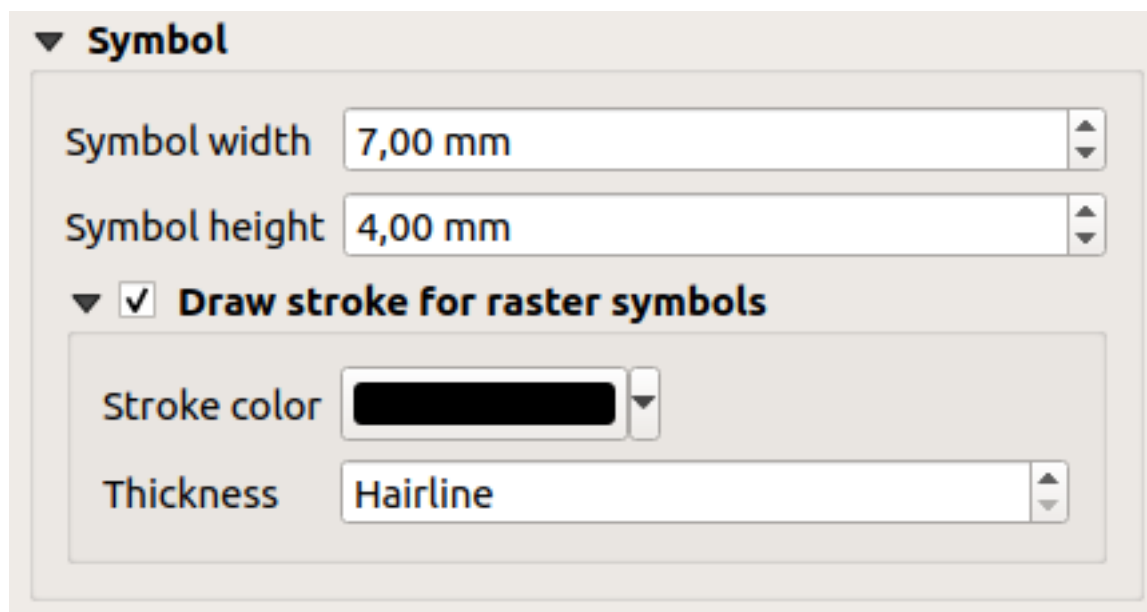 Symbol
Symbol width 7,00 mm
Symbol height 4,00 mm
Draw stroke for raster symbols
Stroke color
Thickness Hairline